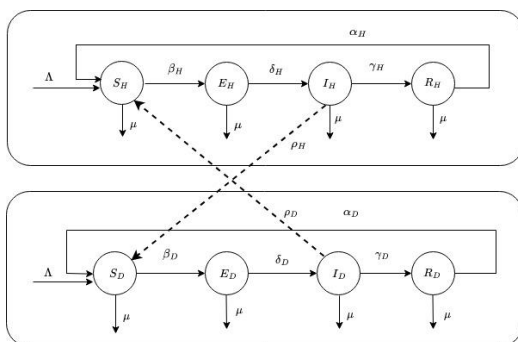 α_H
Λ S_H β_H E_H δ_H I_H γ_H R_H
μ μ μ μ
ρ_H
ρ_D α_D
Λ S_D β_D E_D δ_D I_D γ_D R_D
μ μ μ μ